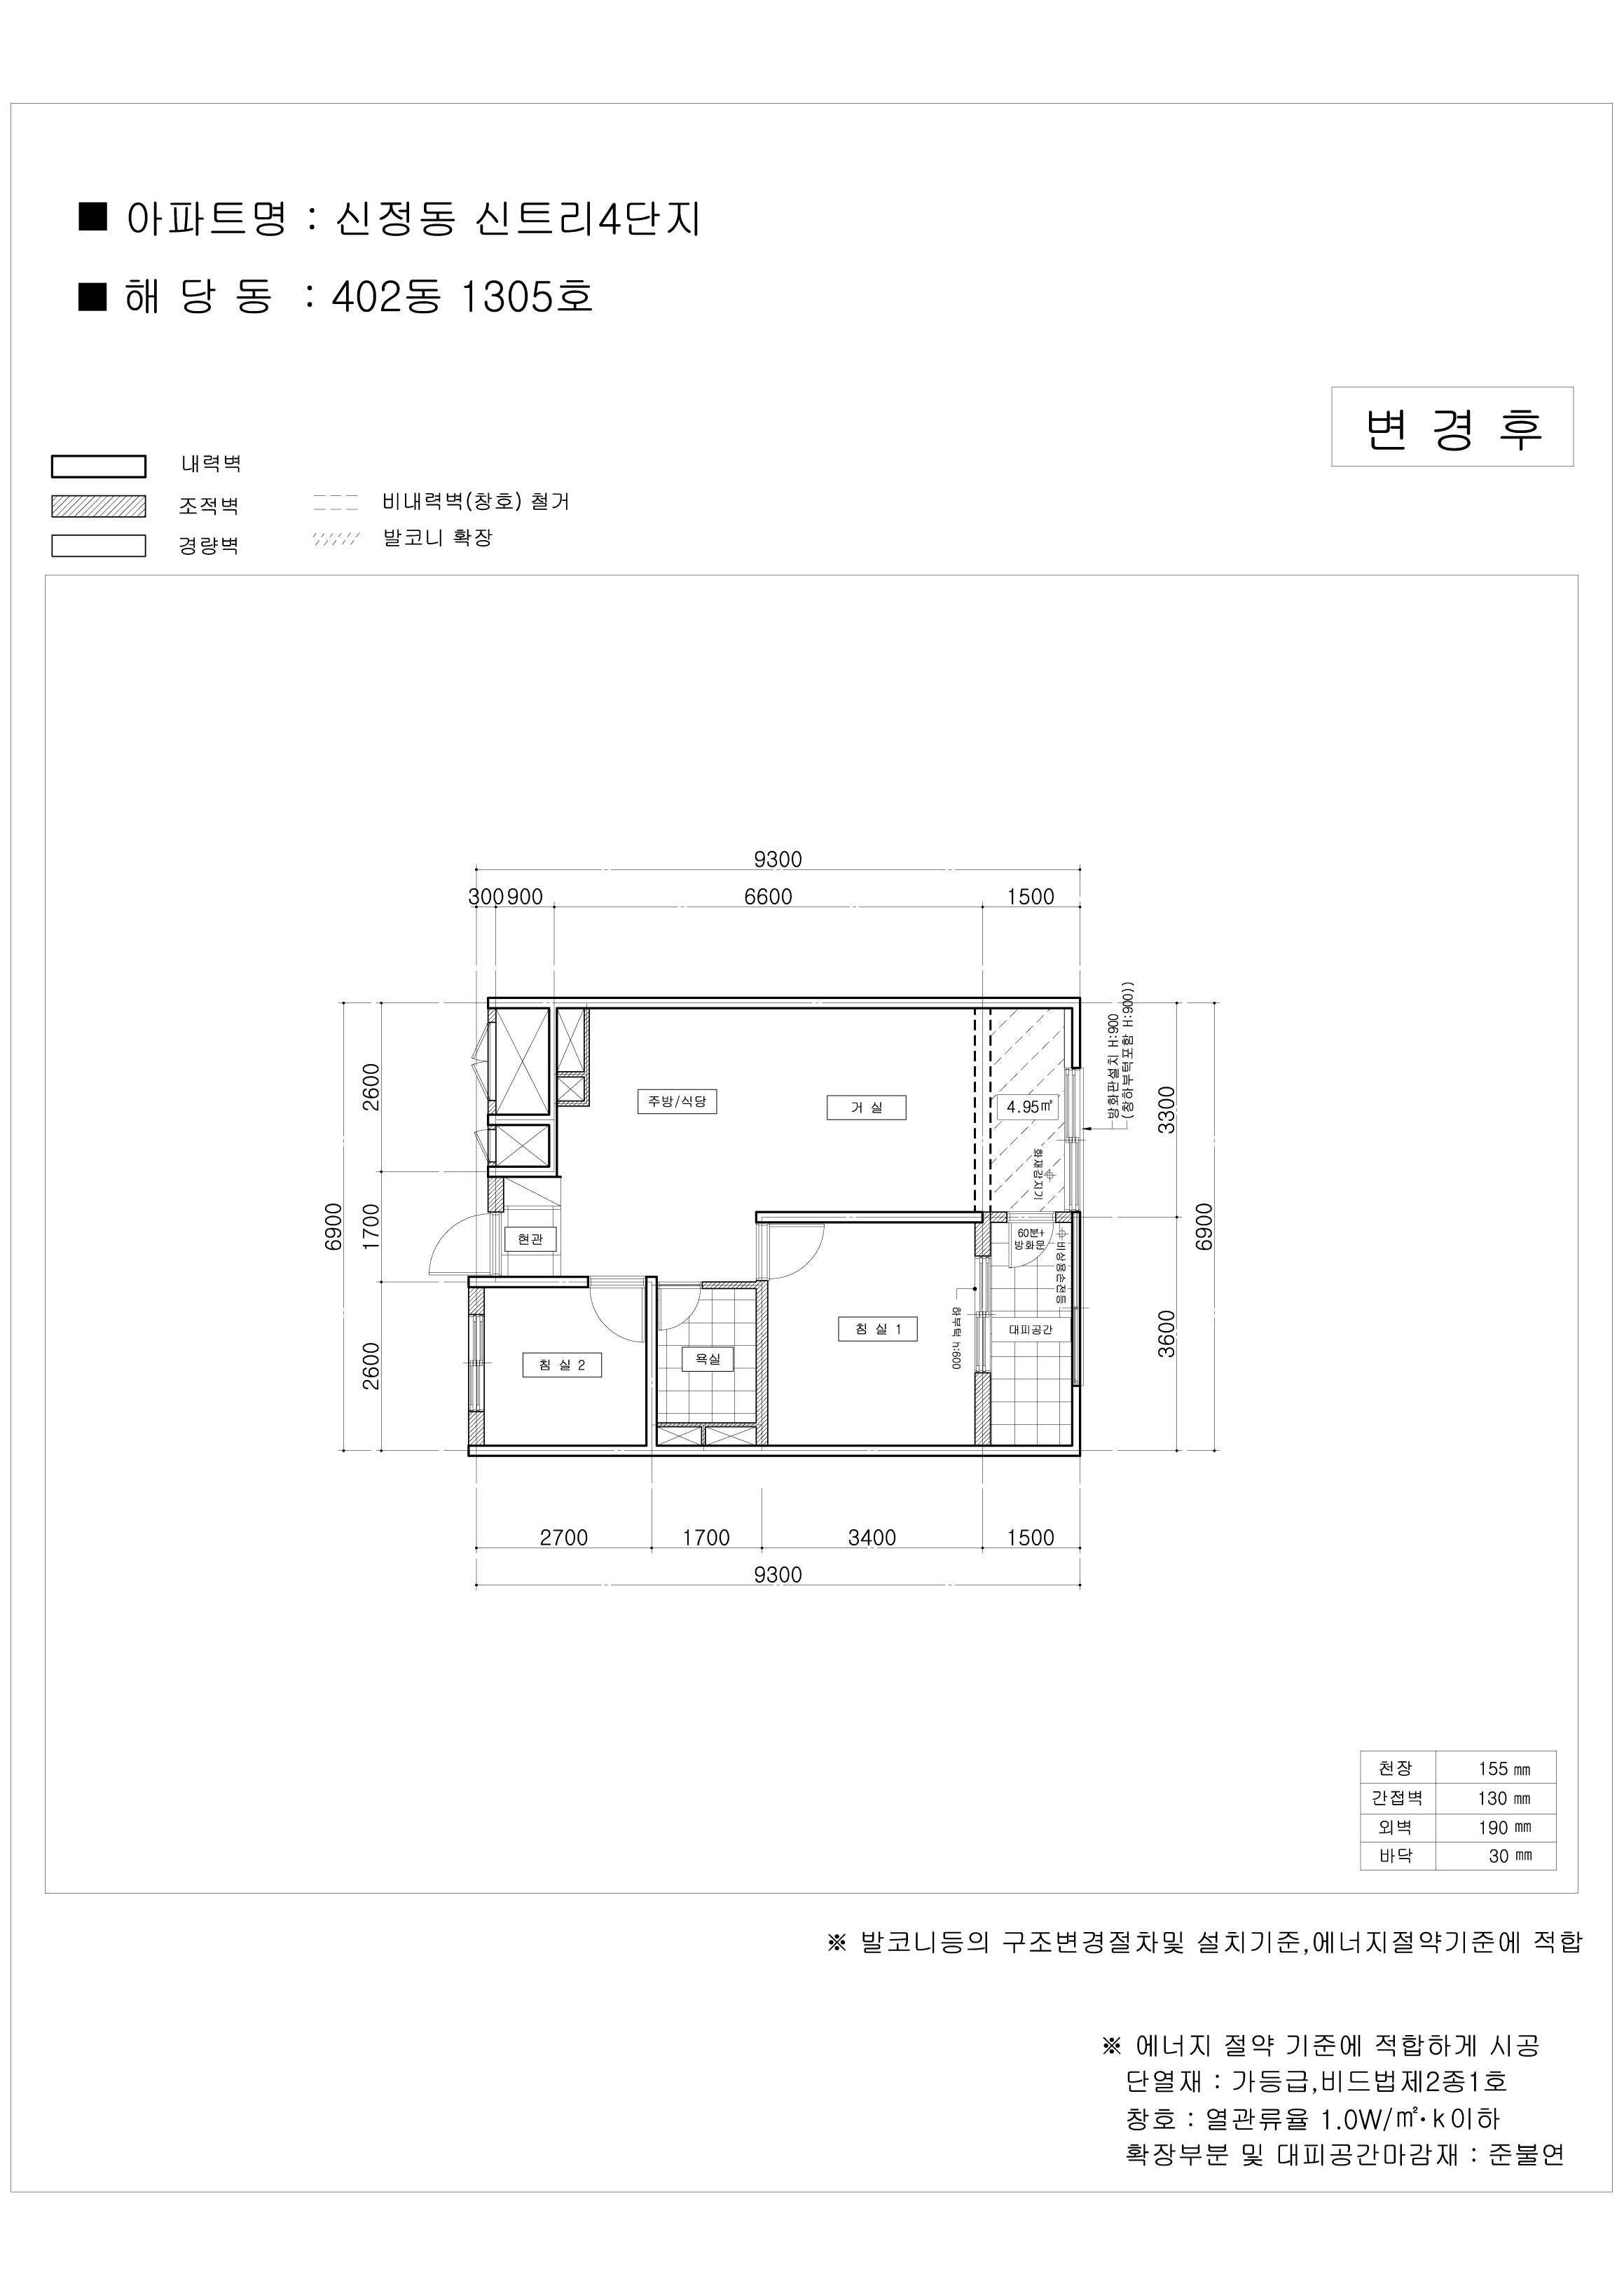 ■ 아파트명 : 신정동 신트리4단지
■ 해 당 동 : 402동 1305호
변 경 후
내력벽
조적벽
경량벽
비내력벽(창호) 철거
발코니 확장
9300
300 900 6600 1500
2600
1700
2600
6900
주방/식당
거 실
4.95㎡
화재감지기
방화판설치 H:900
(창하부턱포함 H:900))
3300
3600
6900
현관
60분+
방화문
비상용손전등
하부턱 h:600
대피공간
침 실 1
침 실 2
욕실
2700 1700 3400 1500
9300
천장 155 ㎜
간접벽 130 ㎜
외벽 190 ㎜
바닥 30 ㎜
※ 발코니등의 구조변경절차및 설치기준,에너지절약기준에 적합
※ 에너지 절약 기준에 적합하게 시공
단열재 : 가등급,비드법제2종1호
창호 : 열관류율 1.0W/㎡·k이하
확장부분 및 대피공간마감재 : 준불연